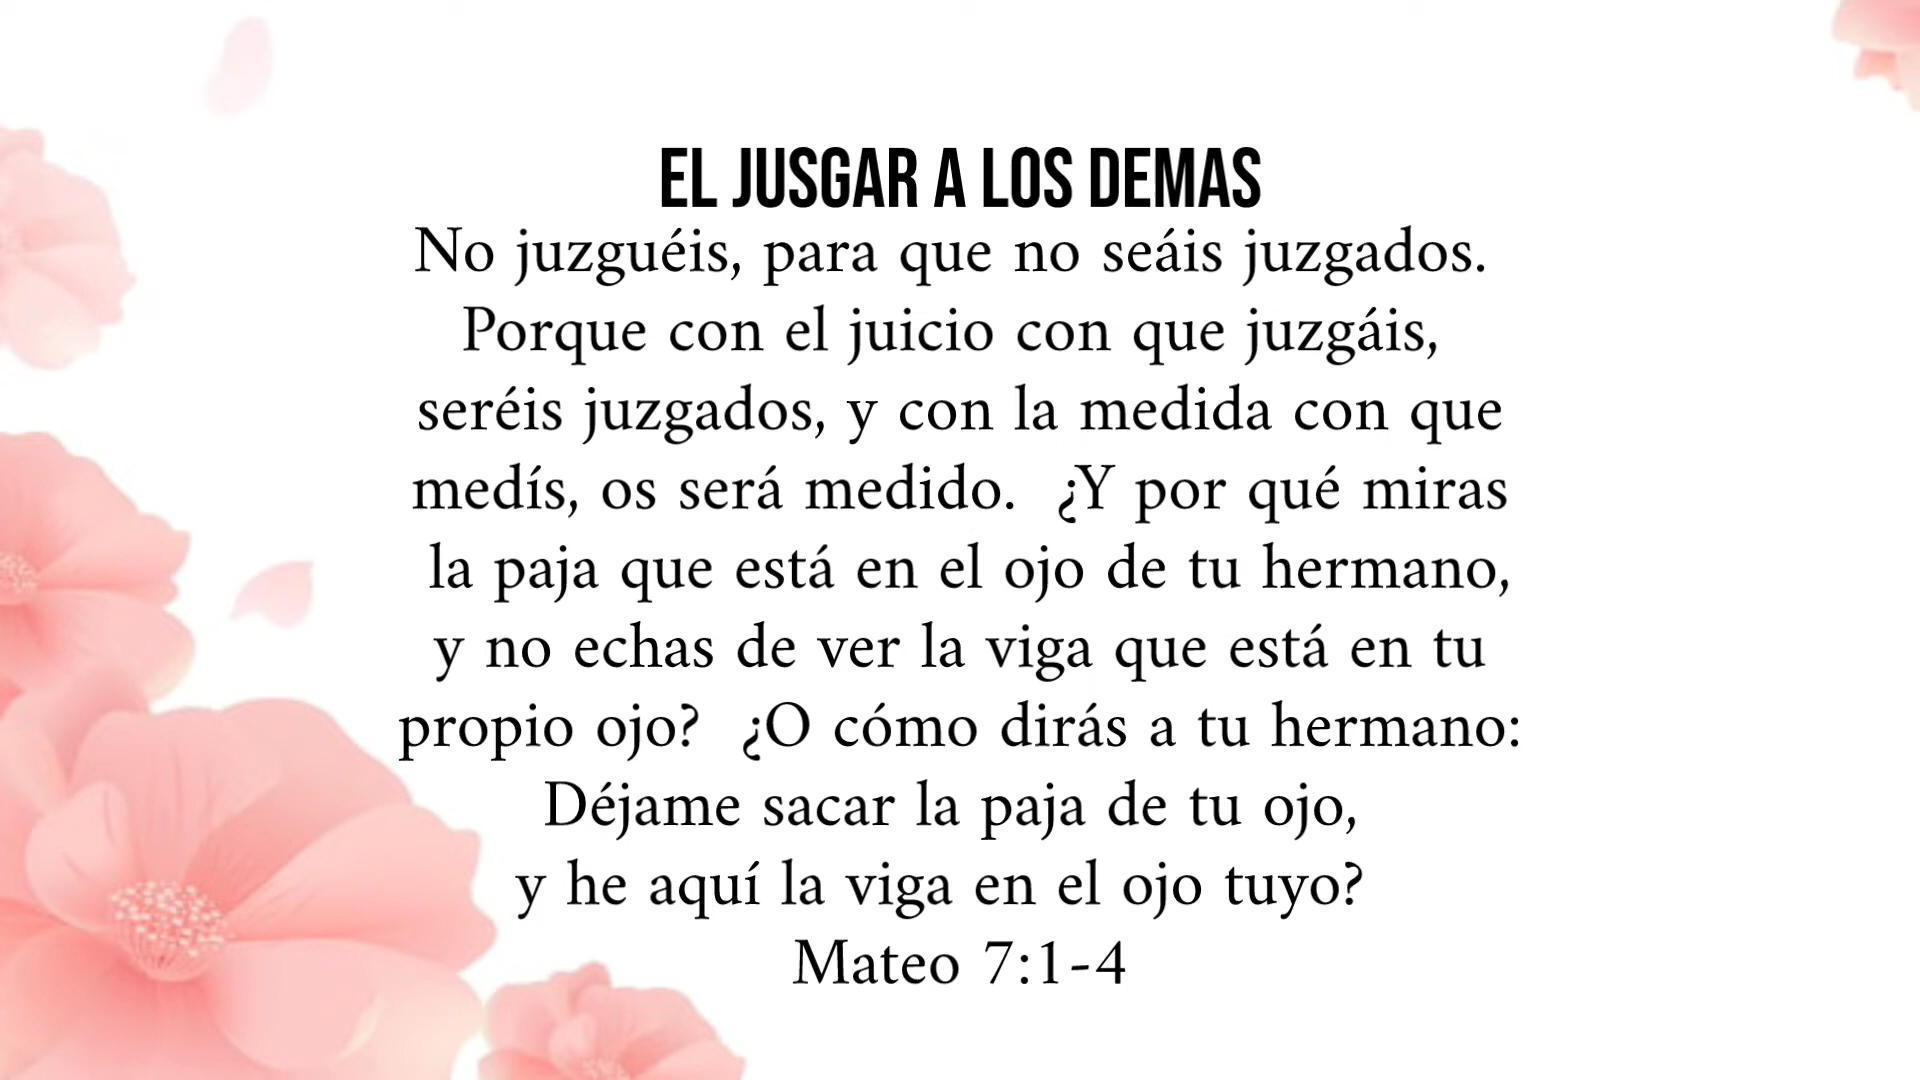 EL JUSGAR A LOS DEMAS
No juzguéis, para que no seáis juzgados.
Porque con el juicio con que juzgáis,
seréis juzgados, y con la medida con que
medís, os será medido.  ¿Y por qué miras
la paja que está en el ojo de tu hermano,
y no echas de ver la viga que está en tu
propio ojo?  ¿O cómo dirás a tu hermano:
Déjame sacar la paja de tu ojo,
y he aquí la viga en el ojo tuyo?
Mateo 7:1-4